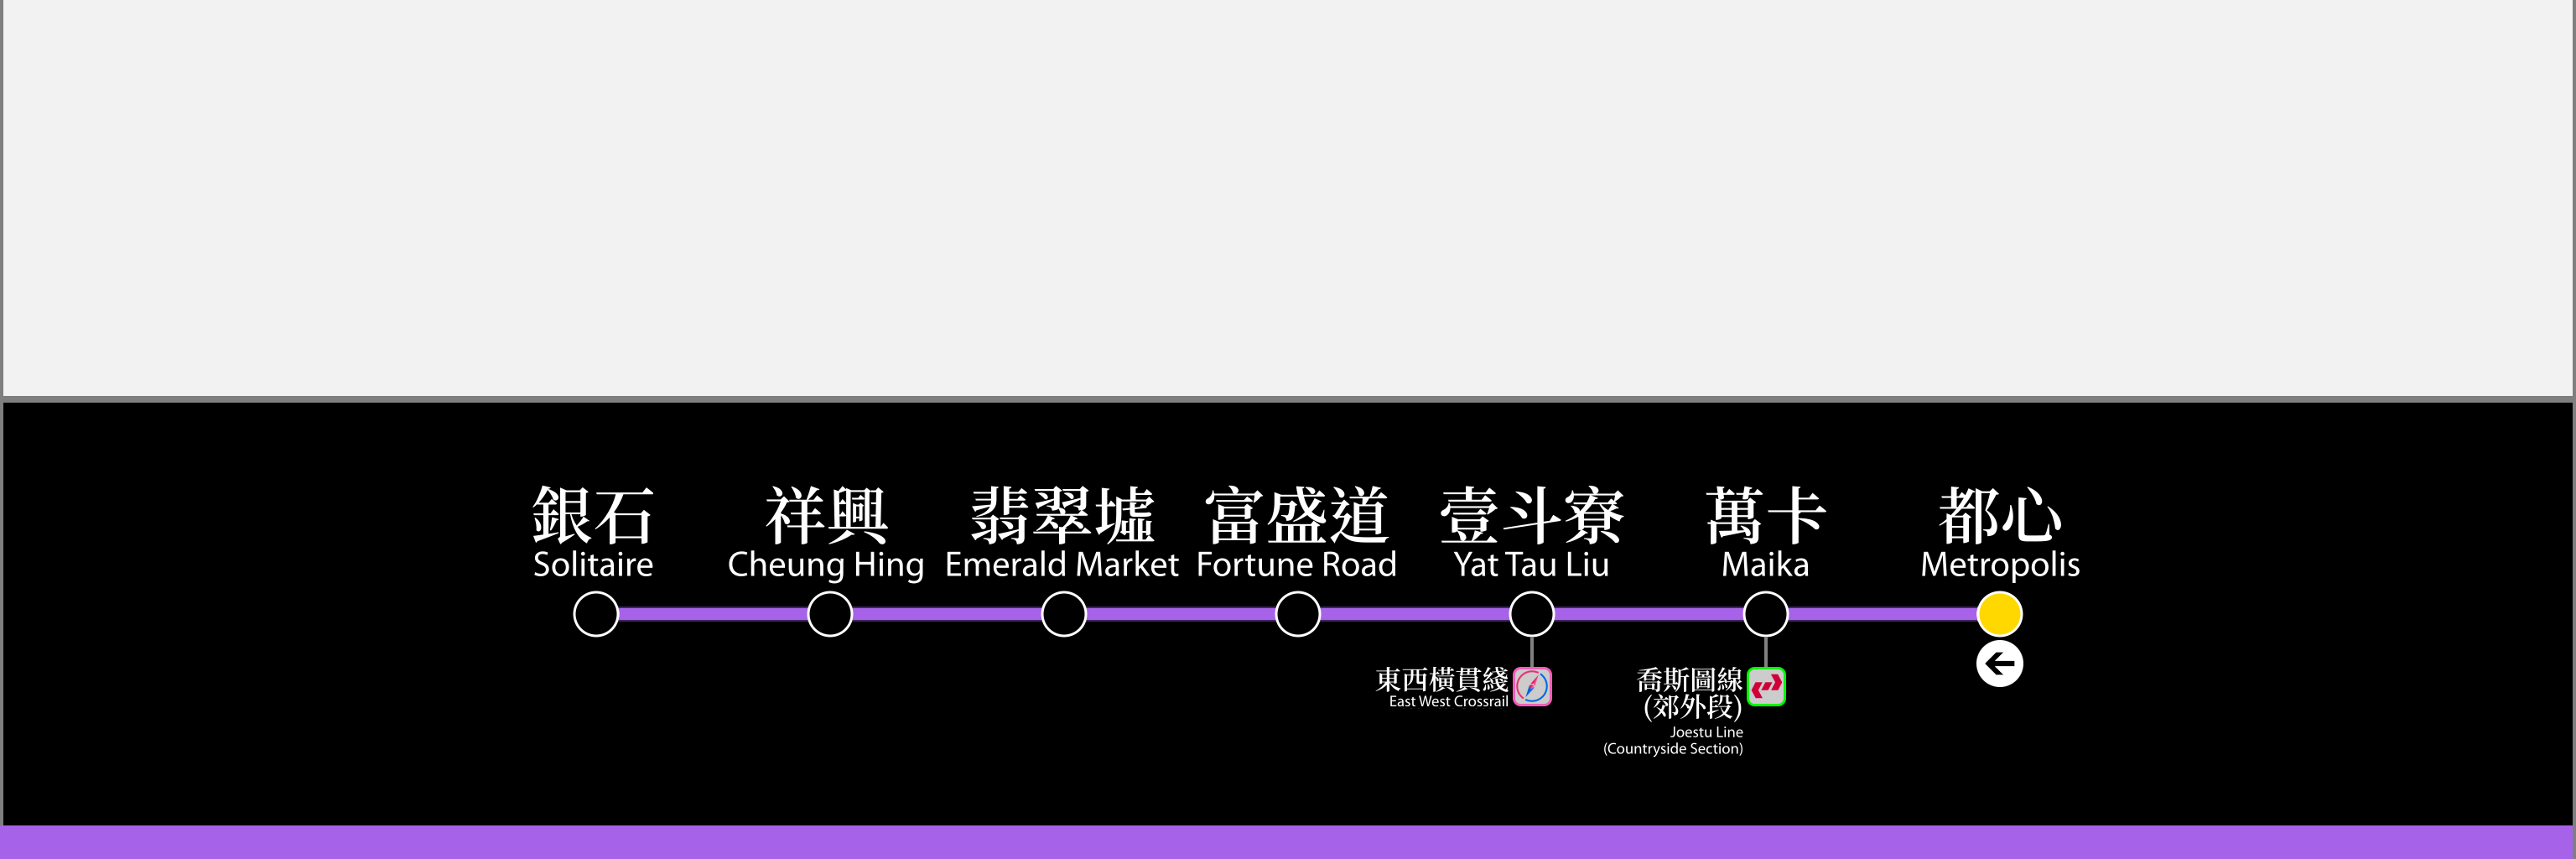 銀石
Solitaire
祥興
Cheung Hing
翡翠墟
Emerald Market
富盛道
Fortune Road
壹斗寮
Yat Tau Liu
萬卡
Maika
都心
Metropolis
東西橫貫綫
East West Crossrail
喬斯圖線
(郊外段)
Joestu Line
(Countryside Section)